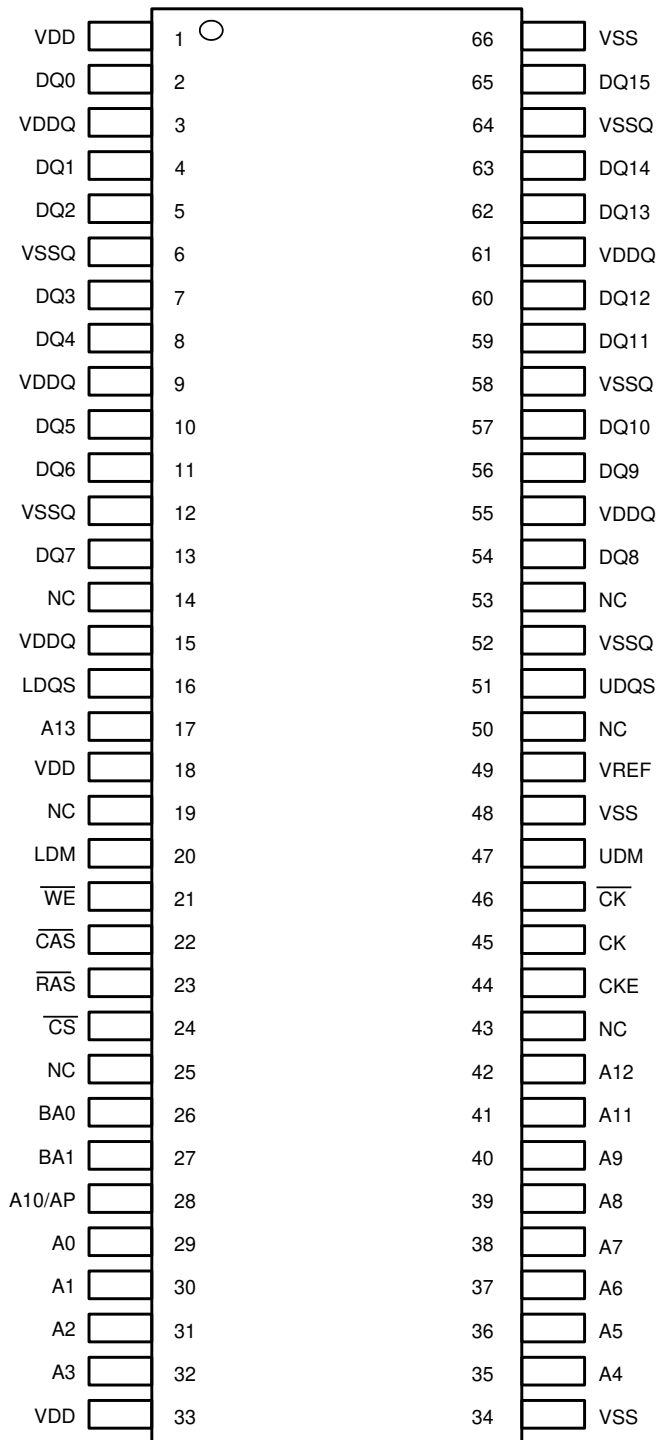 VDD 1 66 VSS
DQ0 2 65 DQ15
VDDQ 3 64 VSSQ
DQ1 4 63 DQ14
DQ2 5 62 DQ13
VSSQ 6 61 VDDQ
DQ3 7 60 DQ12
DQ4 8 59 DQ11
VDDQ 9 58 VSSQ
DQ5 10 57 DQ10
DQ6 11 56 DQ9
VSSQ 12 55 VDDQ
DQ7 13 54 DQ8
NC 14 53 NC
VDDQ 15 52 VSSQ
LDQS 16 51 UDQS
A13 17 50 NC
VDD 18 49 VREF
NC 19 48 VSS
LDM 20 47 UDM
W̅E̅ 21 46 C̅K̅
C̅A̅S̅ 22 45 CK
R̅A̅S̅ 23 44 CKE
C̅S̅ 24 43 NC
NC 25 42 A12
BA0 26 41 A11
BA1 27 40 A9
A10/AP 28 39 A8
A0 29 38 A7
A1 30 37 A6
A2 31 36 A5
A3 32 35 A4
VDD 33 34 VSS